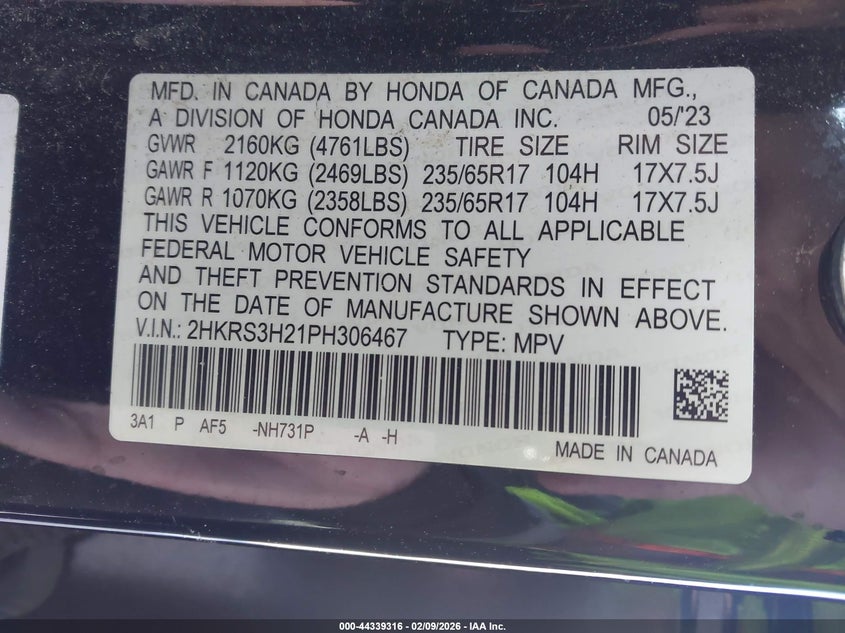 MFD. IN CANADA BY HONDA OF CANADA MFG.,
A DIVISION OF HONDA CANADA INC. 05/'23
GVWR 2160KG (4761LBS) TIRE SIZE RIM SIZE
GAWR F 1120KG (2469LBS) 235/65R17 104H 17X7.5J
GAWR R 1070KG (2358LBS) 235/65R17 104H 17X7.5J
THIS VEHICLE CONFORMS TO ALL APPLICABLE
FEDERAL MOTOR VEHICLE SAFETY
AND THEFT PREVENTION STANDARDS IN EFFECT
ON THE DATE OF MANUFACTURE SHOWN ABOVE.
V.I.N.: 2HKRS3H21PH306467 TYPE: MPV
3A1 P AF5 -NH731P -A -H
MADE IN CANADA
000-44339316 - 02/09/2026 - IAA Inc.